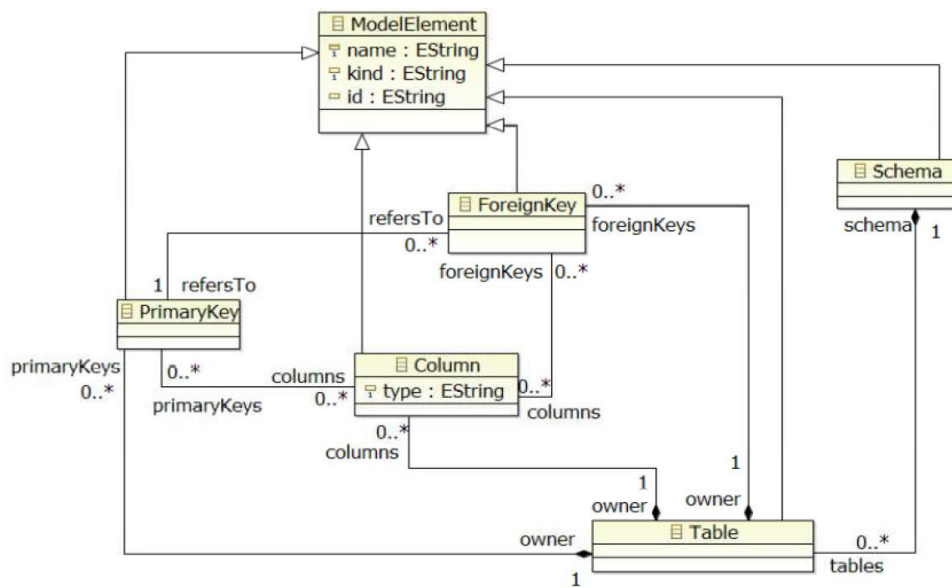 ModelElement
name : EString
kind : EString
id : EString
Schema
schema
1
ForeignKey
0..*
foreignKeys
refersTo
0..*
foreignKeys 0..*
1 refersTo
PrimaryKey
primaryKeys
0..*
0..*
primaryKeys
Column
type : EString
columns
0..*
0..*
columns
0..*
columns
1
owner
1
owner
Table
owner
1
0..*
tables